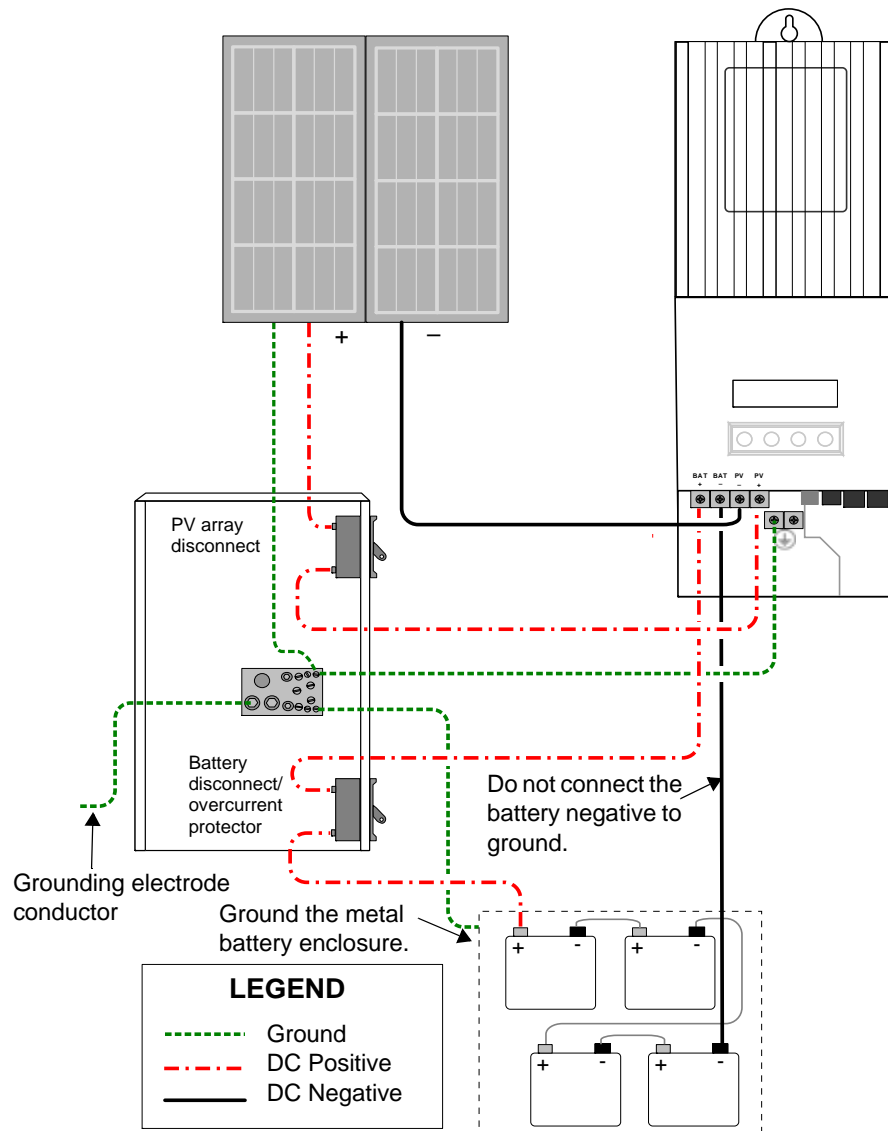 + −
BAT BAT PV PV
+ − − +
PV array
disconnect
Battery
disconnect/
overcurrent
protector
Do not connect the
battery negative to
ground.
Grounding electrode
conductor
Ground the metal
battery enclosure.
+ - + -
+ - + -
LEGEND
Ground
DC Positive
DC Negative